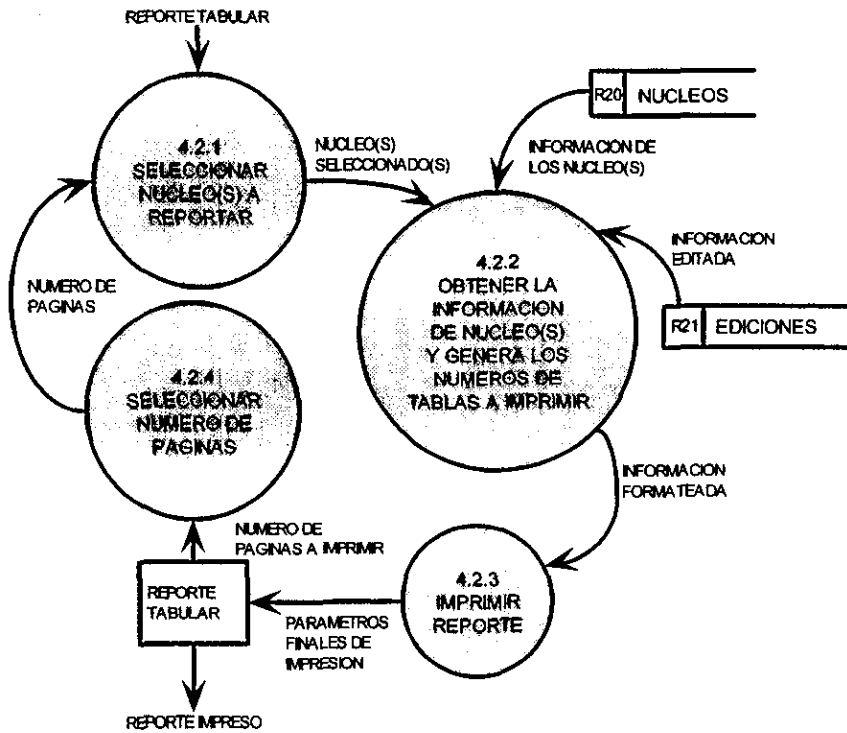 REPORTE TABULAR
4.2.1
SELECCIONAR
NUCLEO(S) A
REPORTAR
NUCLEO(S)
SELECCIONADO(S)
R20 NUCLEOS
INFORMACION DE
LOS NUCLEO(S)
INFORMACION
EDITADA
R21 EDICIONES
4.2.2
OBTENER LA
INFORMACION
DE NUCLEO(S)
Y GENERA LOS
NUMEROS DE
TABLAS A IMPRIMIR
NUMERO DE
PAGINAS
4.2.4
SELECCIONAR
NUMERO DE
PAGINAS
INFORMACION
FORMATEADA
NUMERO DE
PAGINAS A IMPRIMIR
4.2.3
IMPRIMIR
REPORTE
REPORTE
TABULAR
PARAMETROS
FINALES DE
IMPRESION
REPORTE IMPRESO